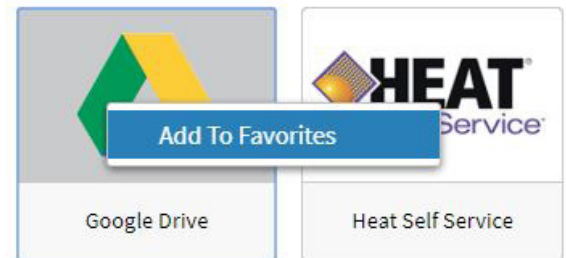 HEAT
Add To Favorites
Service
Google Drive
Heat Self Service